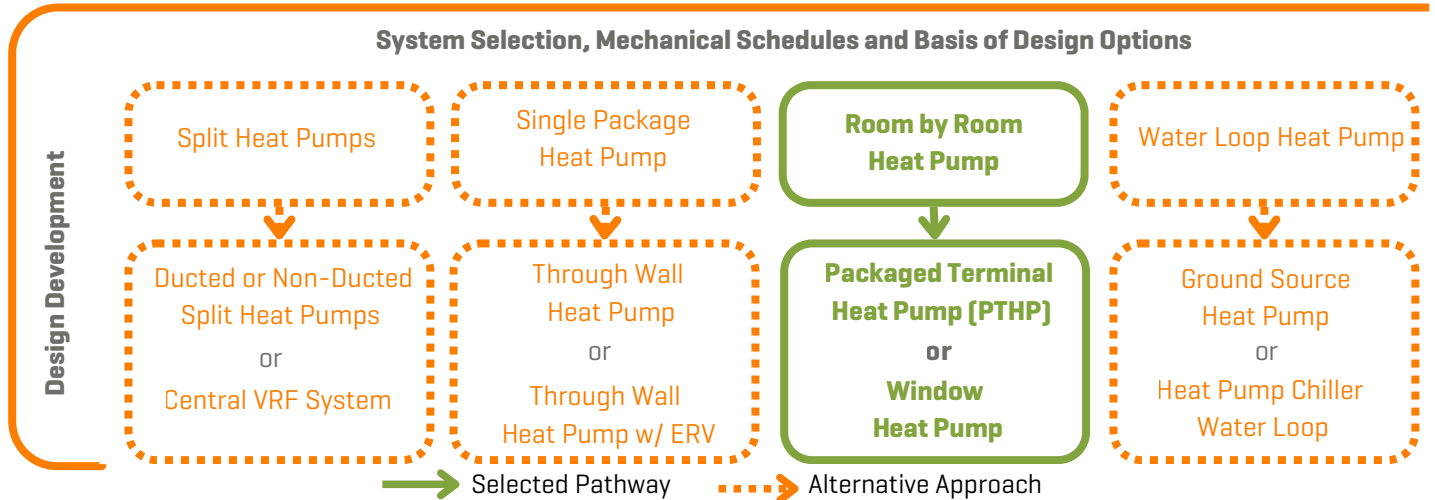 System Selection, Mechanical Schedules and Basis of Design Options
Design Development
Split Heat Pumps
Single Package
Heat Pump
Room by Room
Heat Pump
Water Loop Heat Pump
Ducted or Non-Ducted
Split Heat Pumps
or
Central VRF System
Through Wall
Heat Pump
or
Through Wall
Heat Pump w/ ERV
Packaged Terminal
Heat Pump (PTHP)
or
Window
Heat Pump
Ground Source
Heat Pump
or
Heat Pump Chiller
Water Loop
Selected Pathway
Alternative Approach